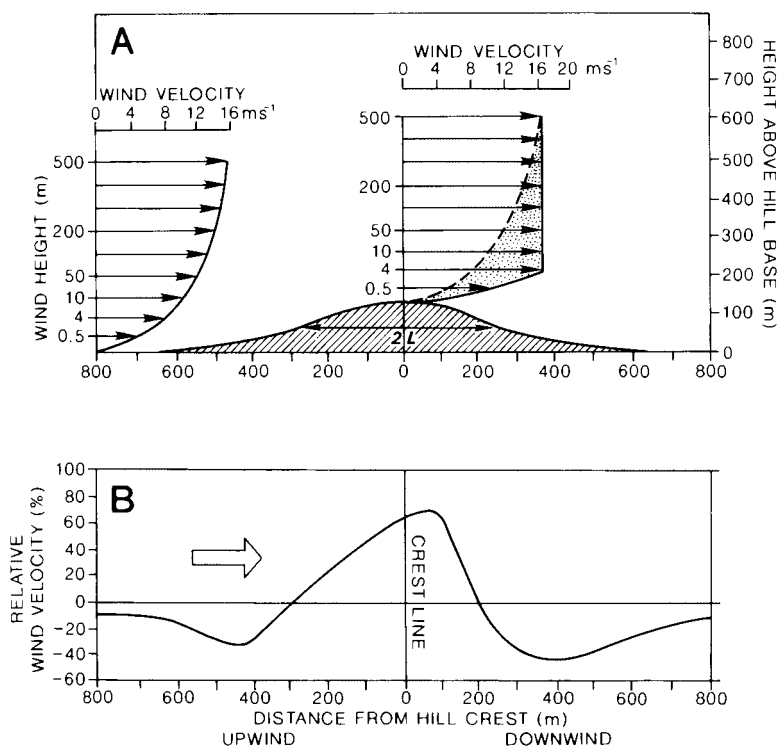 A
WIND VELOCITY
0 4 8 12 16 20 ms⁻¹
WIND VELOCITY
0 4 8 12 16 ms⁻¹
WIND HEIGHT (m)
500
200
50
10
4
0.5
500
200
50
10
4
0.5
HEIGHT ABOVE HILL BASE (m)
800
700
600
500
400
300
200
100
0
2L
800 600 400 200 0 200 400 600
B
RELATIVE
WIND VELOCITY (%)
100
80
60
40
20
0
-20
-40
-60
CREST LINE
800 600 400 200 0 200 400 600 800
DISTANCE FROM HILL CREST (m)
UPWIND DOWNWIND